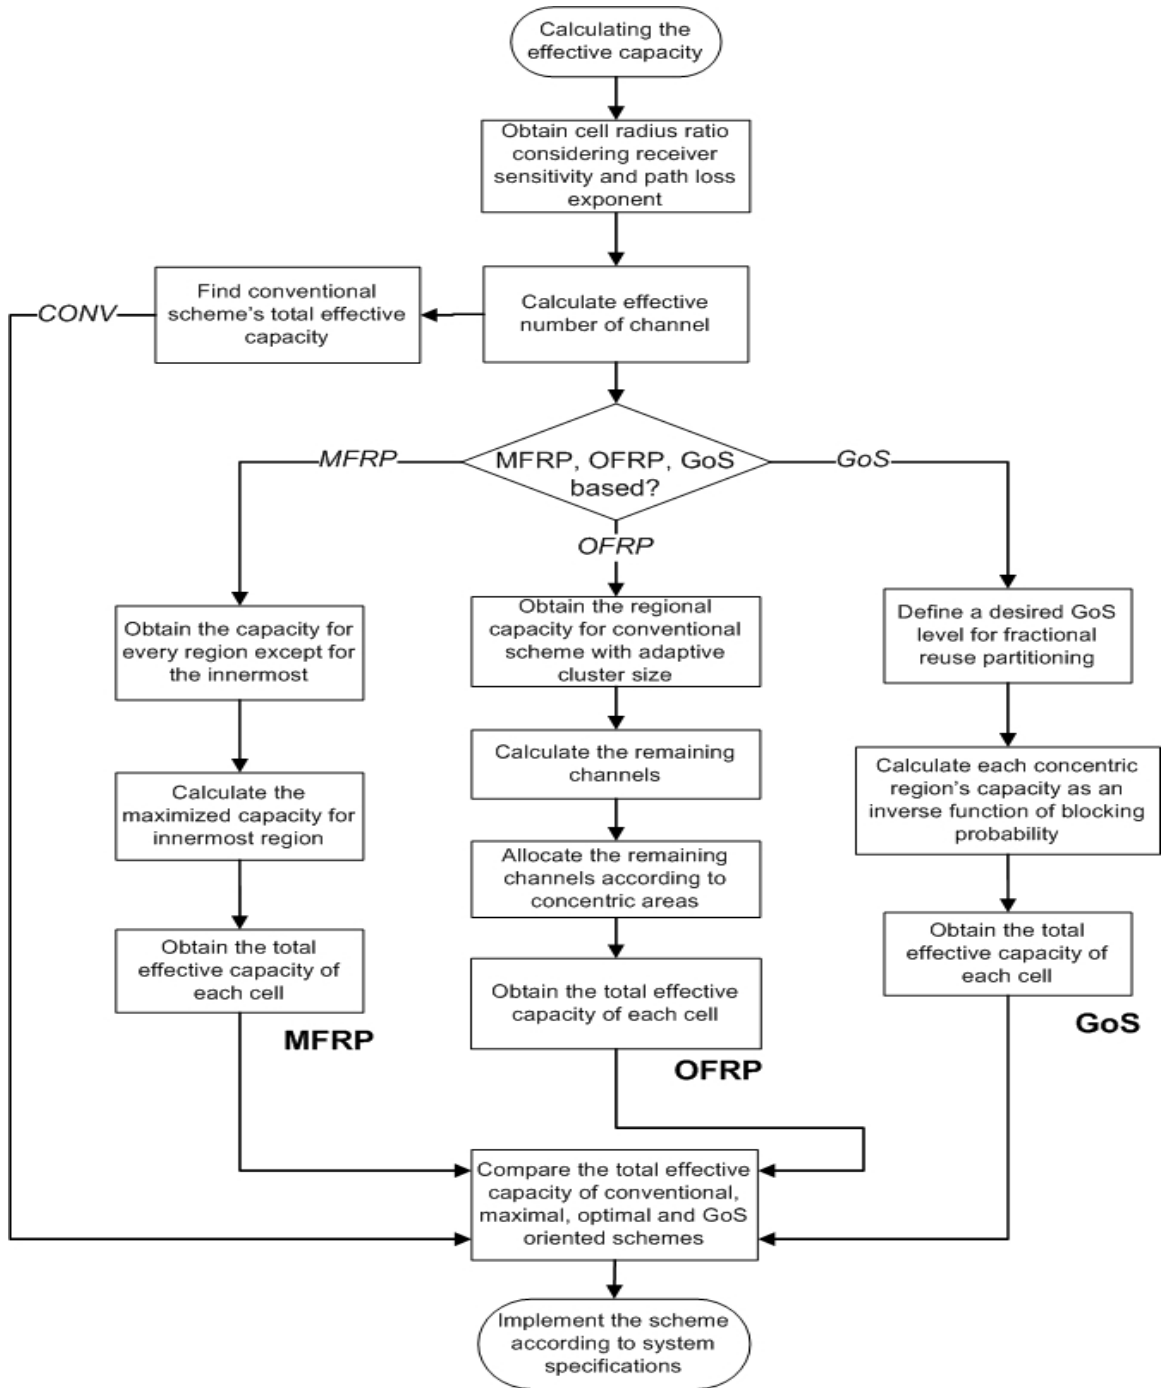 Calculating the
effective capacity
Obtain cell radius ratio
considering receiver
sensitivity and path loss
exponent
Find conventional
scheme's total effective
capacity
CONV
Calculate effective
number of channel
MFRP, OFRP, GoS
based?
MFRP
OFRP
GoS
Obtain the capacity for
every region except for
the innermost
Calculate the
maximized capacity for
innermost region
Obtain the total
effective capacity of
each cell
MFRP
Obtain the regional
capacity for conventional
scheme with adaptive
cluster size
Calculate the remaining
channels
Allocate the remaining
channels according to
concentric areas
Obtain the total effective
capacity of each cell
OFRP
Define a desired GoS
level for fractional
reuse partitioning
Calculate each concentric
region's capacity as an
inverse function of blocking
probability
Obtain the total
effective capacity of
each cell
GoS
Compare the total effective
capacity of conventional,
maximal, optimal and GoS
oriented schemes
Implement the scheme
according to system
specifications